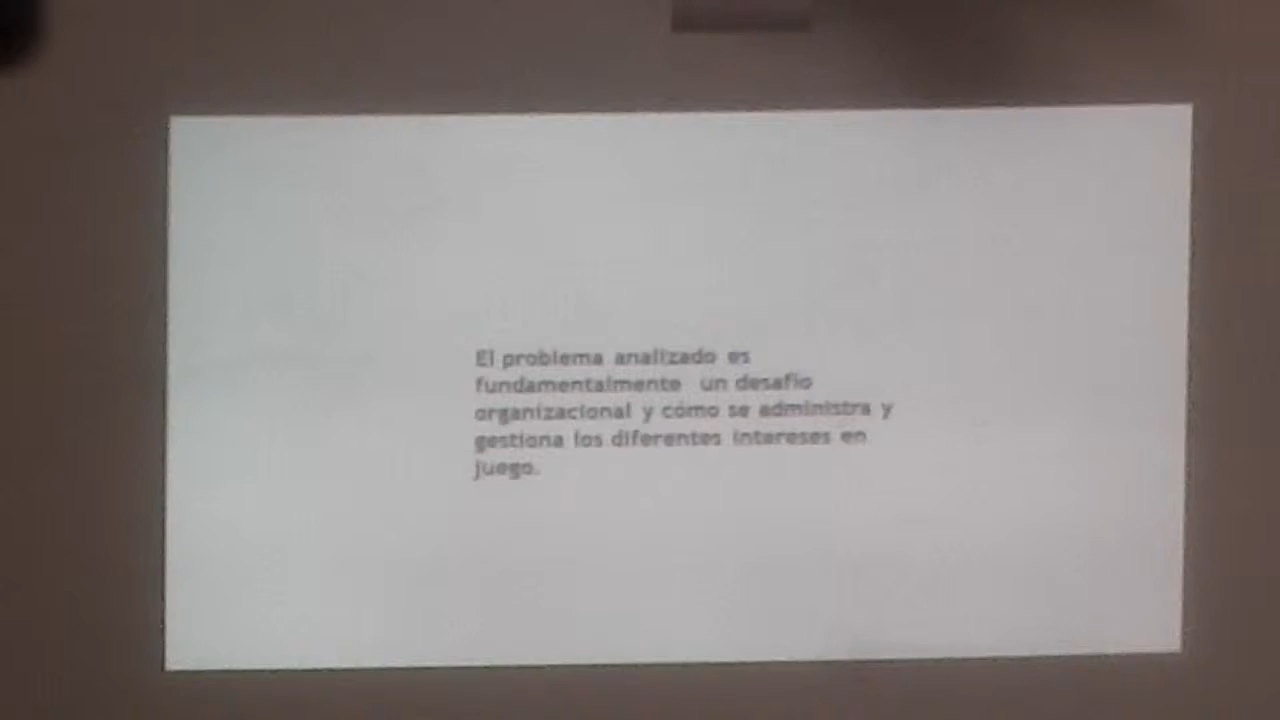 El problema analizado es
fundamentalmente un desafío
organizacional y cómo se administra y
gestiona los diferentes intereses en
juego.